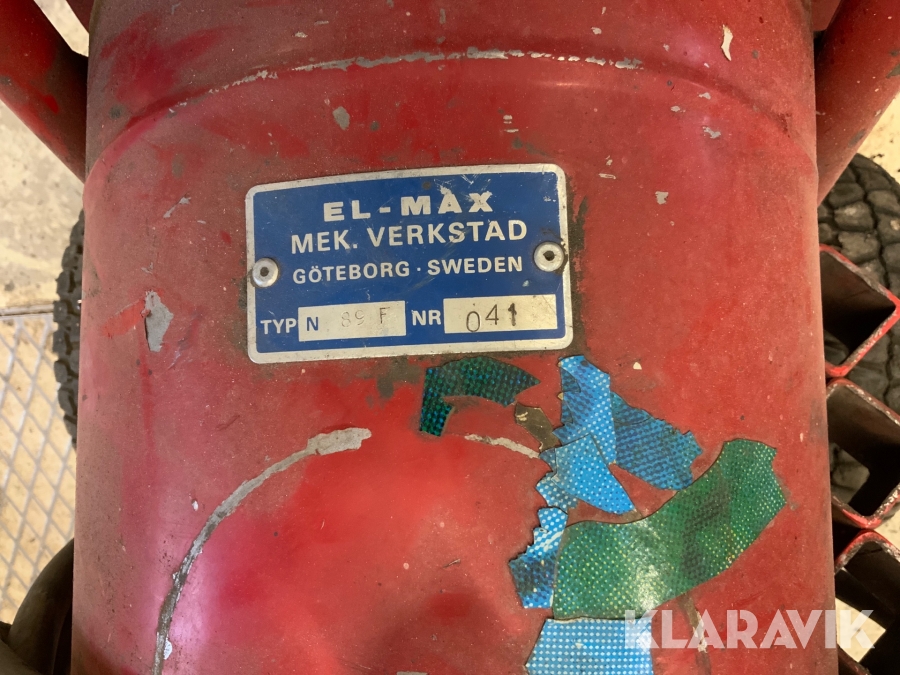 EL-MAX
MEK. VERKSTAD
GÖTEBORG · SWEDEN
TYP N 89 F NR 041
KLARAVIK